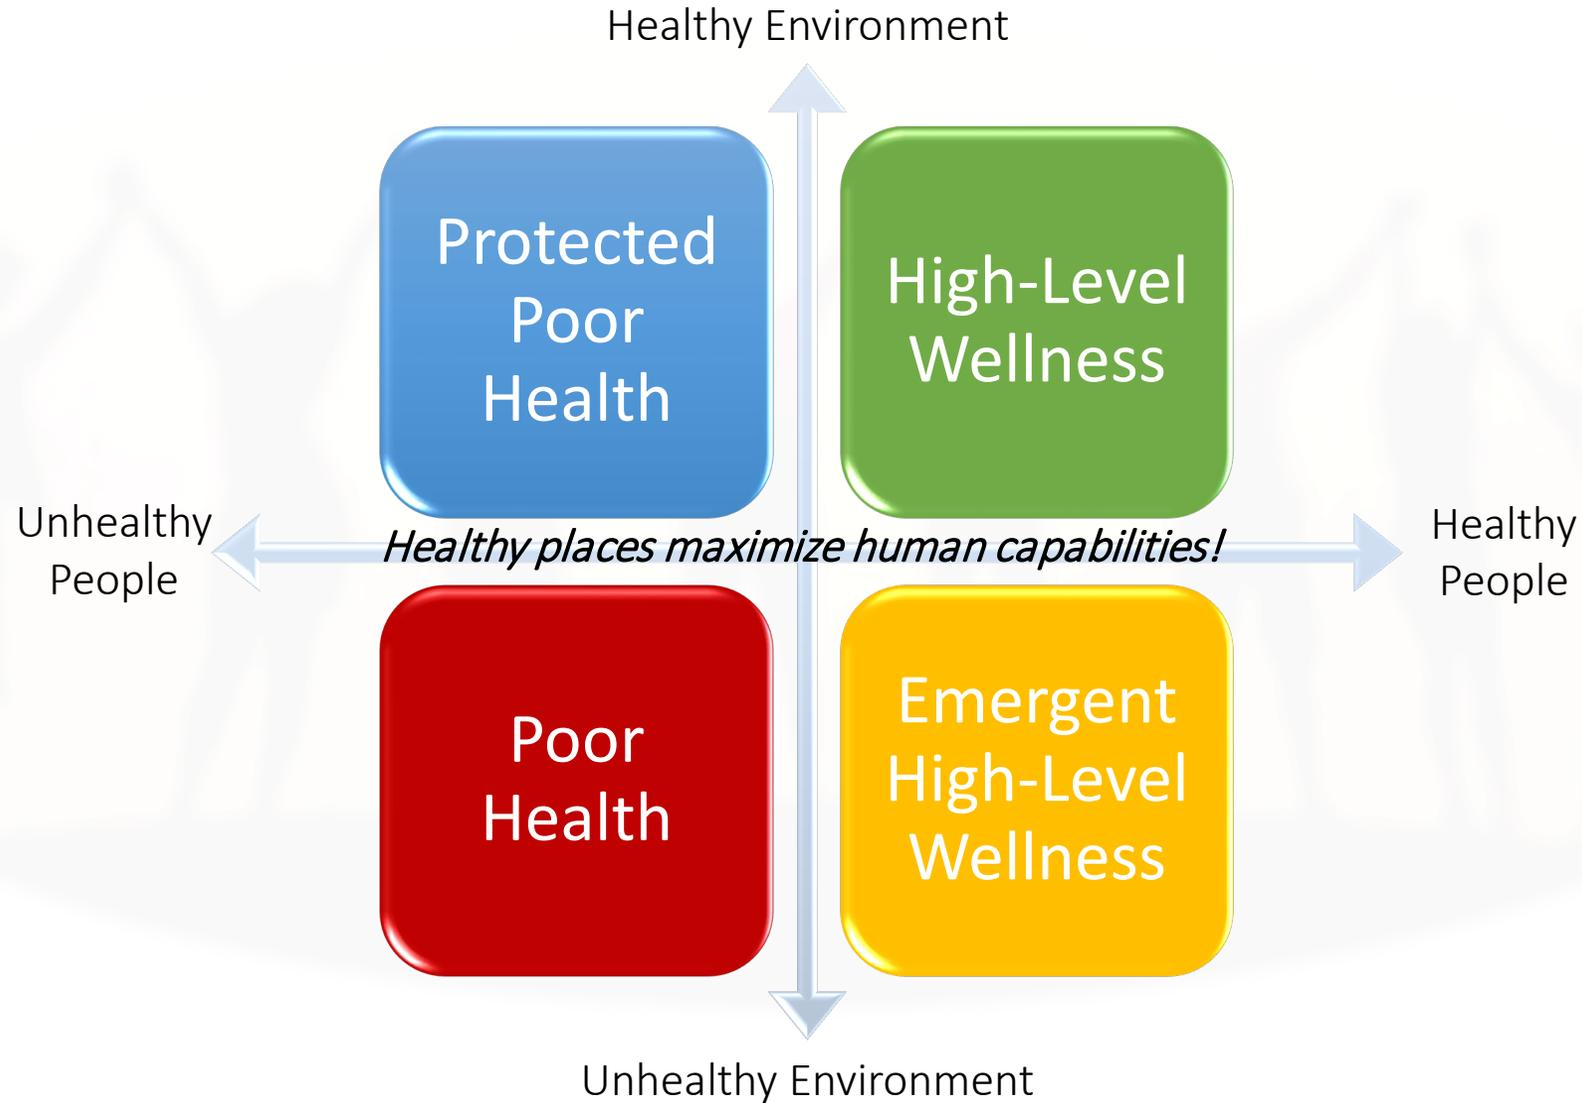 Healthy Environment
Protected
Poor
Health
High-Level
Wellness
Unhealthy
People
Healthy places maximize human capabilities!
Healthy
People
Poor
Health
Emergent
High-Level
Wellness
Unhealthy Environment